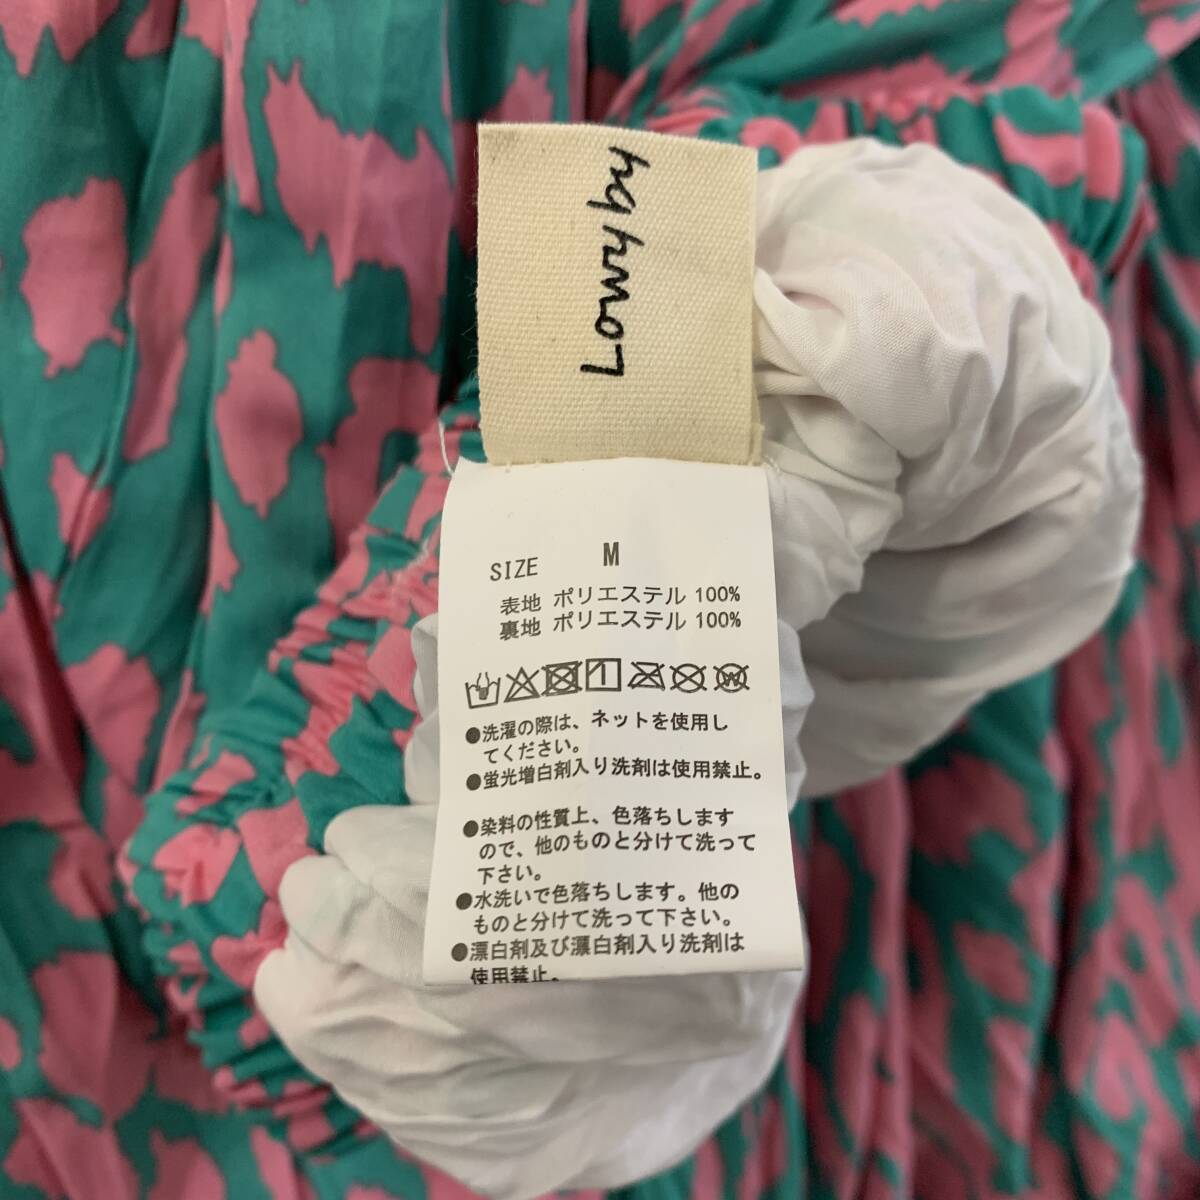 Lowyhq
SIZE M
表地 ポリエステル 100%
裏地 ポリエステル 100%
●洗濯の際は、ネットを使用し
てください。
●蛍光増白剤入り洗剤は使用禁止。
●染料の性質上、色落ちします
ので、他のものと分けて洗って
下さい。
●水洗いで色落ちします。他の
ものと分けて洗って下さい。
●漂白剤及び漂白剤入り洗剤は
使用禁止。